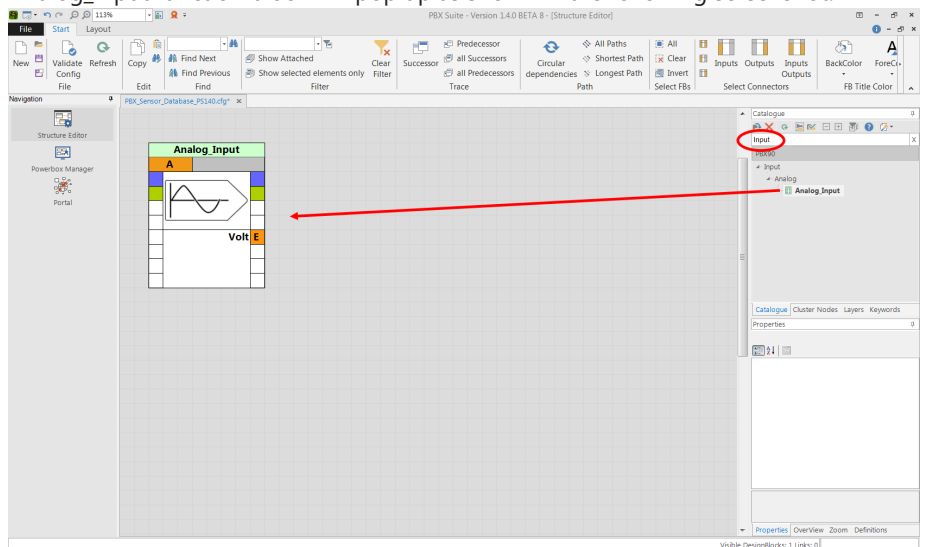 113%
PBX Suite - Version 1.4.0 BETA 8 - [Structure Editor]
File Start Layout
New Validate Config Refresh
File
Copy
Edit
Find Next
Find Previous
Find
Show Attached
Show selected elements only
Clear Filter
Filter
Successor
Predecessor
all Successors
all Predecessors
Trace
Circular dependencies
All Paths
Shortest Path
Longest Path
Path
All
Clear
Invert
Select FBs
Inputs Outputs Inputs Outputs
Select Connectors
BackColor ForeC
FB Title Color
Navigation
Structure Editor
Powerbox Manager
Portal
PBX_Sensor_Database_PS140.cfg*
Analog_Input
A
Volt E
Catalogue
Input X
PBX90
Input
Analog
Analog_Input
Catalogue Cluster Nodes Layers Keywords
Properties
Properties OverView Zoom Definitions
Visible DesignBlocks: 1 Links: 0